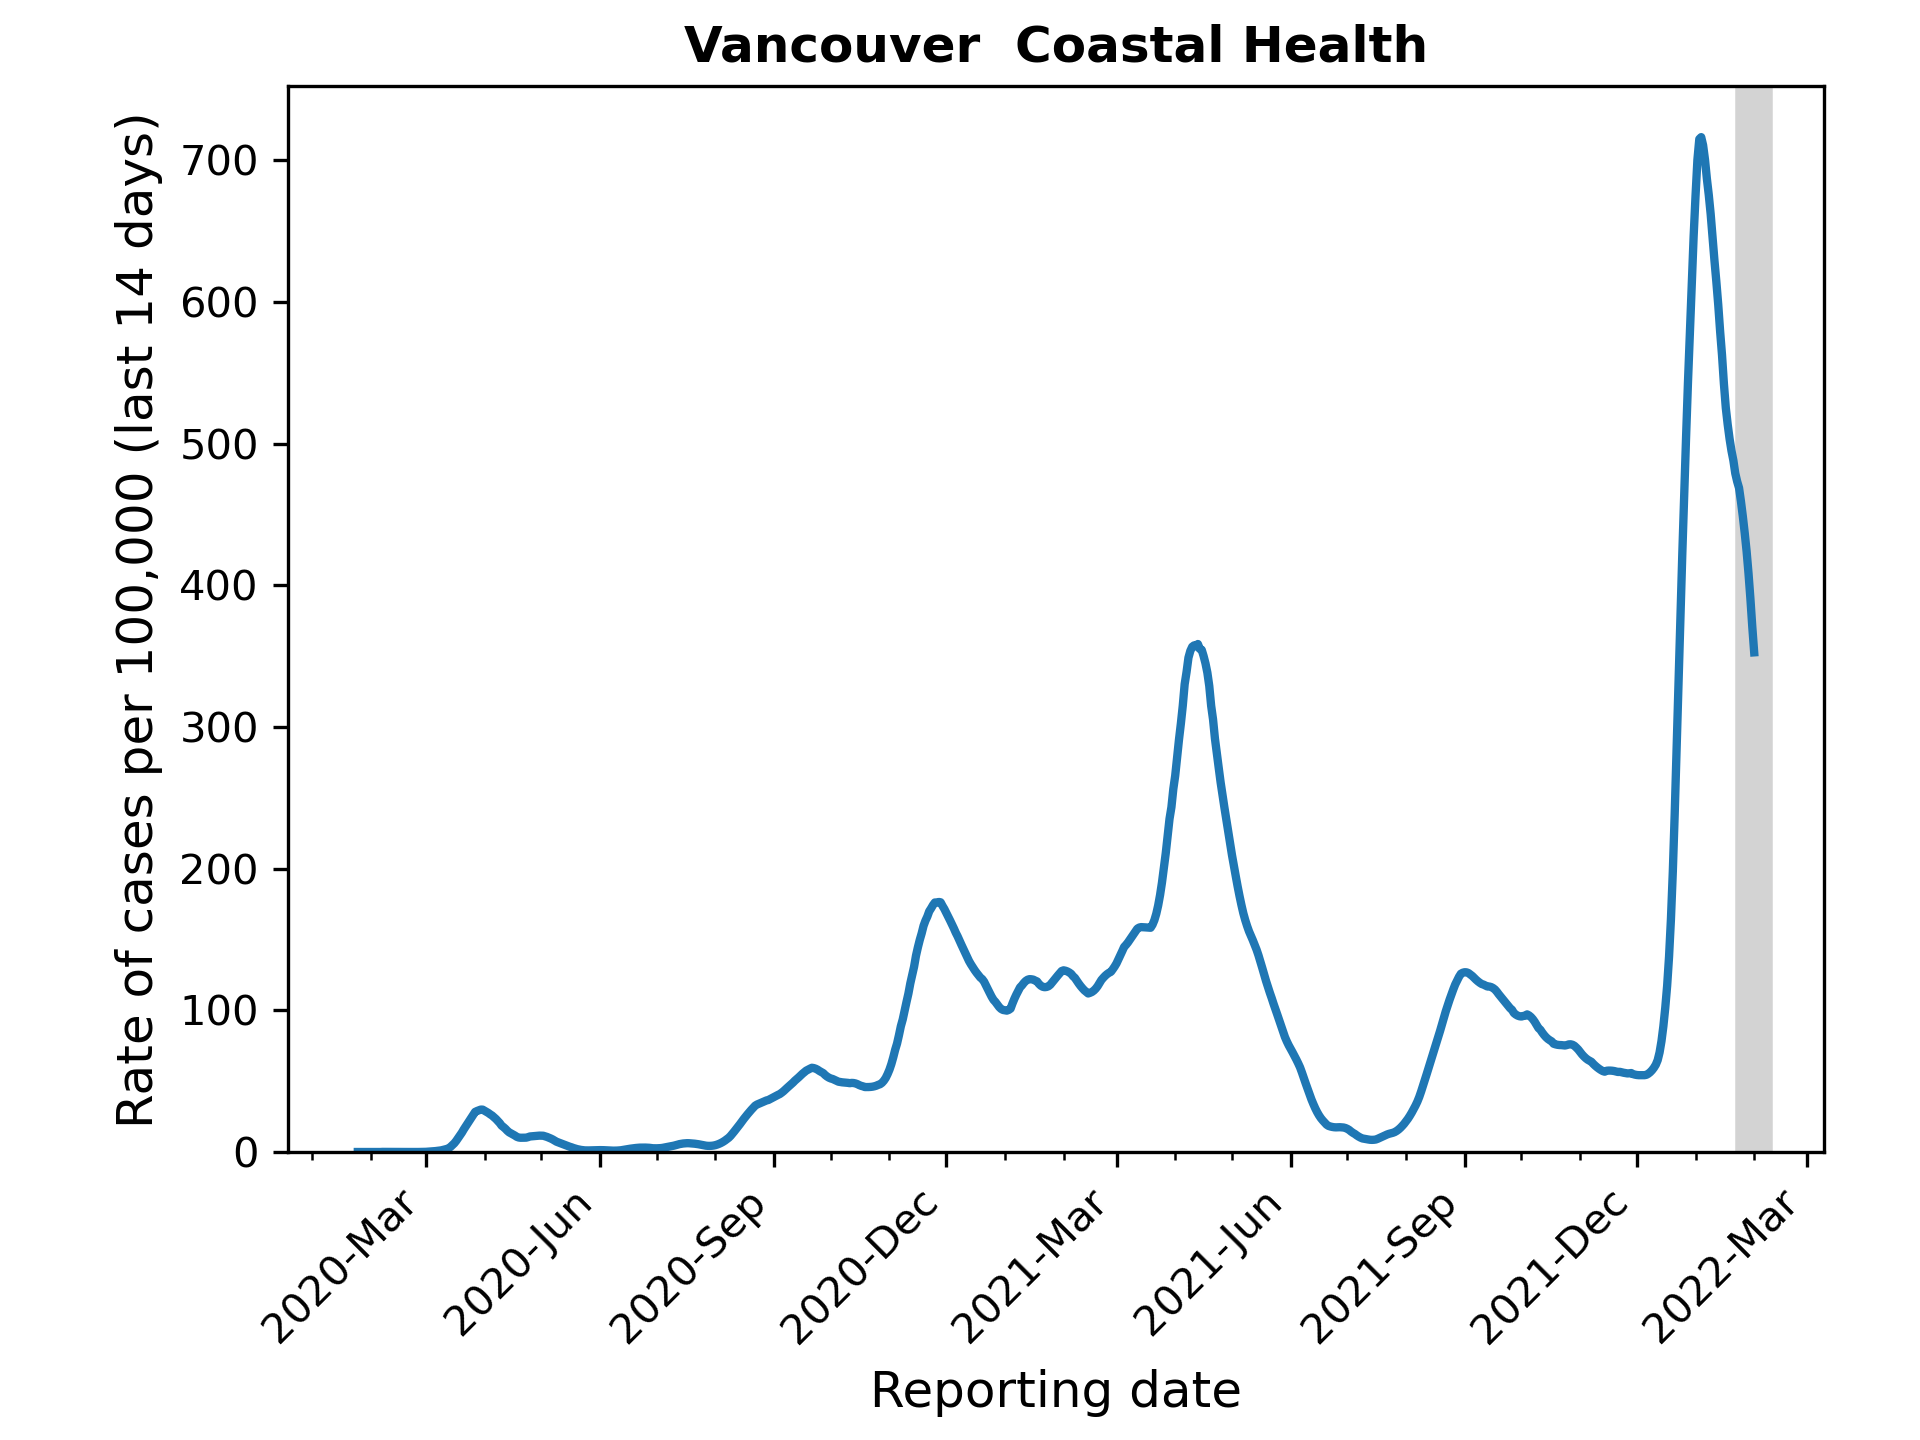 Vancouver  Coastal Health
Rate of cases per 100,000 (last 14 days)
700
600
500
400
300
200
100
0
2020-Mar
2020-Jun
2020-Sep
2020-Dec
2021-Mar
2021-Jun
2021-Sep
2021-Dec
2022-Mar
Reporting date